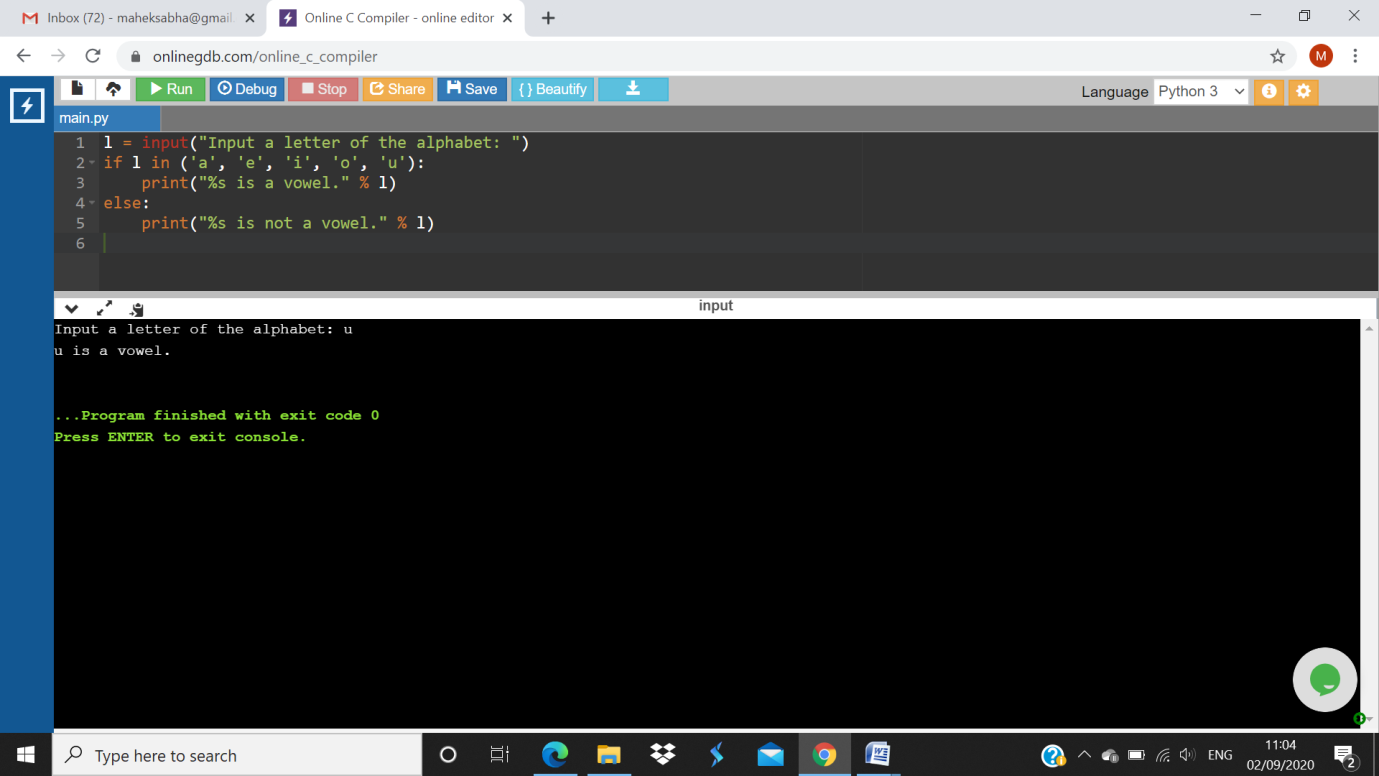 Inbox (72) - maheksabha@gmail
Online C Compiler - online editor
onlinegdb.com/online_c_compiler
M
Run Debug Stop Share Save {} Beautify
Language Python 3
main.py
1 l = input("Input a letter of the alphabet: ")
2 if l in ('a', 'e', 'i', 'o', 'u'):
3 print("%s is a vowel." % l)
4 else:
5 print("%s is not a vowel." % l)
6
input
Input a letter of the alphabet: u
u is a vowel.
...Program finished with exit code 0
Press ENTER to exit console.
Type here to search
ENG
11:04
02/09/2020
2